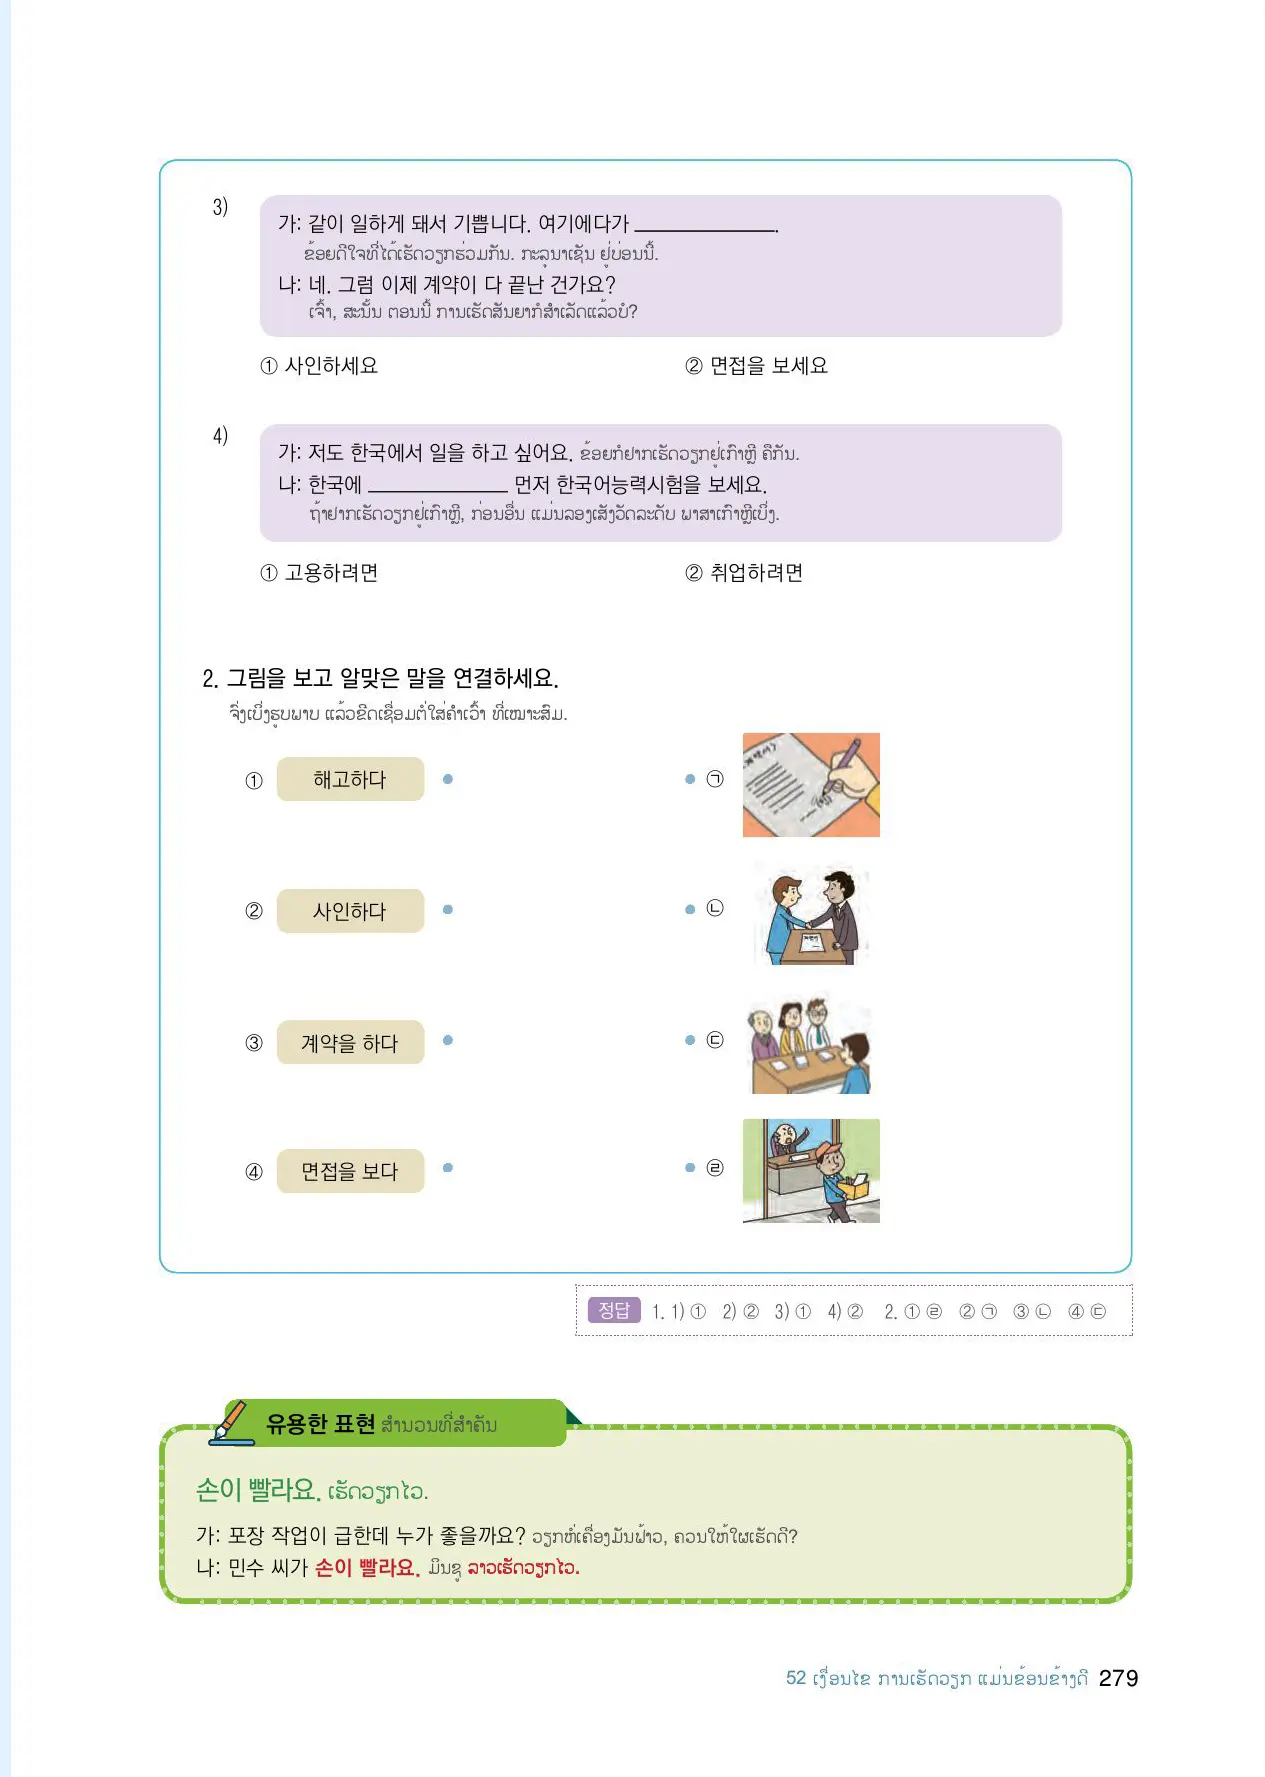 3)
가: 같이 일하게 돼서 기쁩니다. 여기에다가 ____________.
ຂ້ອຍດີໃຈທີ່ໄດ້ເຮັດວຽກຮ່ວມກັນ. ກະລຸນາເຊັນ ຢູ່ບ່ອນນີ້.
나: 네. 그럼 이제 계약이 다 끝난 건가요?
ເຈົ້າ, ສະນັ້ນ ຕອນນີ້ ການເຮັດສັນຍາກໍສຳເລັດແລ້ວບໍ?
① 사인하세요 ② 면접을 보세요
4)
가: 저도 한국에서 일을 하고 싶어요. ຂ້ອຍກໍຢາກເຮັດວຽກຢູ່ເກົາຫຼີ ຄືກັນ.
나: 한국에 ____________ 먼저 한국어능력시험을 보세요.
ຖ້າຢາກເຮັດວຽກຢູ່ເກົາຫຼີ, ກ່ອນອື່ນ ແມ່ນລອງເສັງວັດລະດັບ ພາສາເກົາຫຼີເບິ່ງ.
① 고용하려면 ② 취업하려면
2. 그림을 보고 알맞은 말을 연결하세요.
ຈົ່ງເບິ່ງຮູບພາບ ແລ້ວຂີດເຊື່ອມຕໍ່ໃສ່ຄຳເວົ້າ ທີ່ເໝາະສົມ.
① 해고하다 • • ㉠
② 사인하다 • • ㉡
③ 계약을 하다 • • ㉢
④ 면접을 보다 • • ㉣
정답 1. 1) ① 2) ② 3) ① 4) ② 2. ① ㉣ ② ㉠ ③ ㉡ ④ ㉢
유용한 표현 ສຳນວນທີ່ສຳຄັນ
손이 빨라요. ເຮັດວຽກໄວ.
가: 포장 작업이 급한데 누가 좋을까요? ວຽກຫໍ່ເຄື່ອງມັນຟ້າວ, ຄວນໃຫ້ໃຜເຮັດດີ?
나: 민수 씨가 손이 빨라요. ມິນຊູ ລາວເຮັດວຽກໄວ.
52 ເງື່ອນໄຂ ການເຮັດວຽກ ແມ່ນຂ້ອນຂ້າງດີ 279